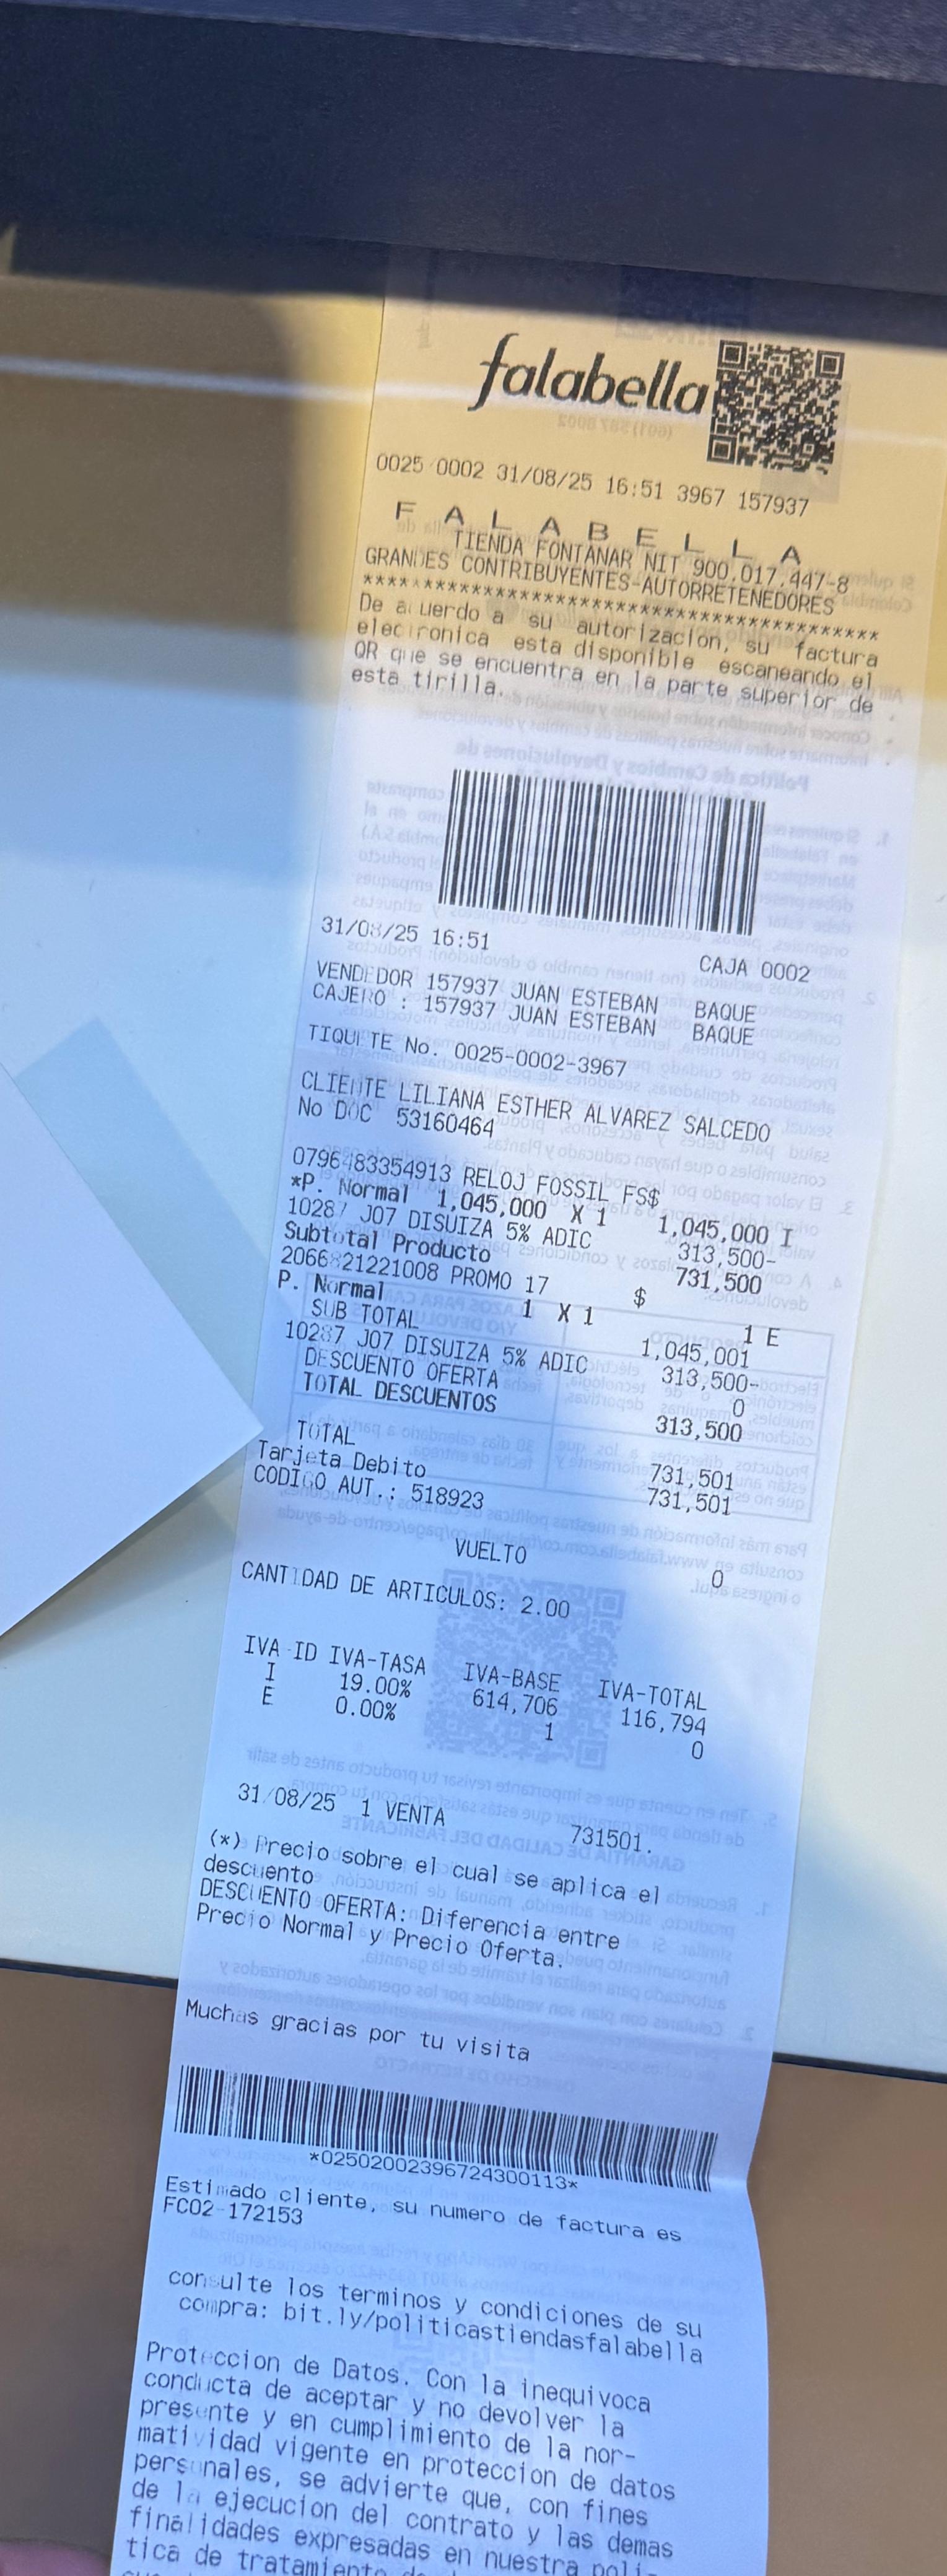 falabella
0025 0002 31/08/25 16:51 3967 157937
F A L A B E L L A
TIENDA FONTANAR NIT 900.017.447-8
GRANDES CONTRIBUYENTES-AUTORRETENEDORES
******************************************
De acuerdo a su autorizacion, su factura
electronica esta disponible escaneando el
QR que se encuentra en la parte superior de
esta tirilla.
31/08/25 16:51 CAJA 0002
VENDEDOR 157937 JUAN ESTEBAN BAQUE
CAJERO : 157937 JUAN ESTEBAN BAQUE
TIQUETE No. 0025-0002-3967
CLIENTE LILIANA ESTHER ALVAREZ SALCEDO
No DOC 53160464
0796483354913 RELOJ FOSSIL FS$
*P. Normal 1,045,000 X 1 1,045,000 I
10287 J07 DISUIZA 5% ADIC 313,500-
Subtotal Producto 731,500
2066821221008 PROMO 17 $
P. Normal 1 X 1 1 E
SUB TOTAL 1,045,001
10287 J07 DISUIZA 5% ADIC 313,500-
DESCUENTO OFERTA 0
TOTAL DESCUENTOS 313,500
TOTAL 731,501
Tarjeta Debito 731,501
CODIGO AUT.: 518923
VUELTO 0
CANTIDAD DE ARTICULOS: 2.00
IVA ID IVA-TASA IVA-BASE IVA-TOTAL
I 19.00% 614,706 116,794
E 0.00% 1 0
31/08/25 1 VENTA 731501.
(*) Precio sobre el cual se aplica el
descuento
DESCUENTO OFERTA: Diferencia entre
Precio Normal y Precio Oferta.
Muchas gracias por tu visita
*02502002396724300113*
Estimado cliente, su numero de factura es
FC02-172153
consulte los terminos y condiciones de su
compra: bit.ly/politicastiendasfalabella
Proteccion de Datos. Con la inequivoca
conducta de aceptar y no devolver la
presente y en cumplimiento de la nor-
matividad vigente en proteccion de datos
personales, se advierte que, con fines
de la ejecucion del contrato y las demas
finalidades expresadas en nuestra poli-
tica de tratamiento